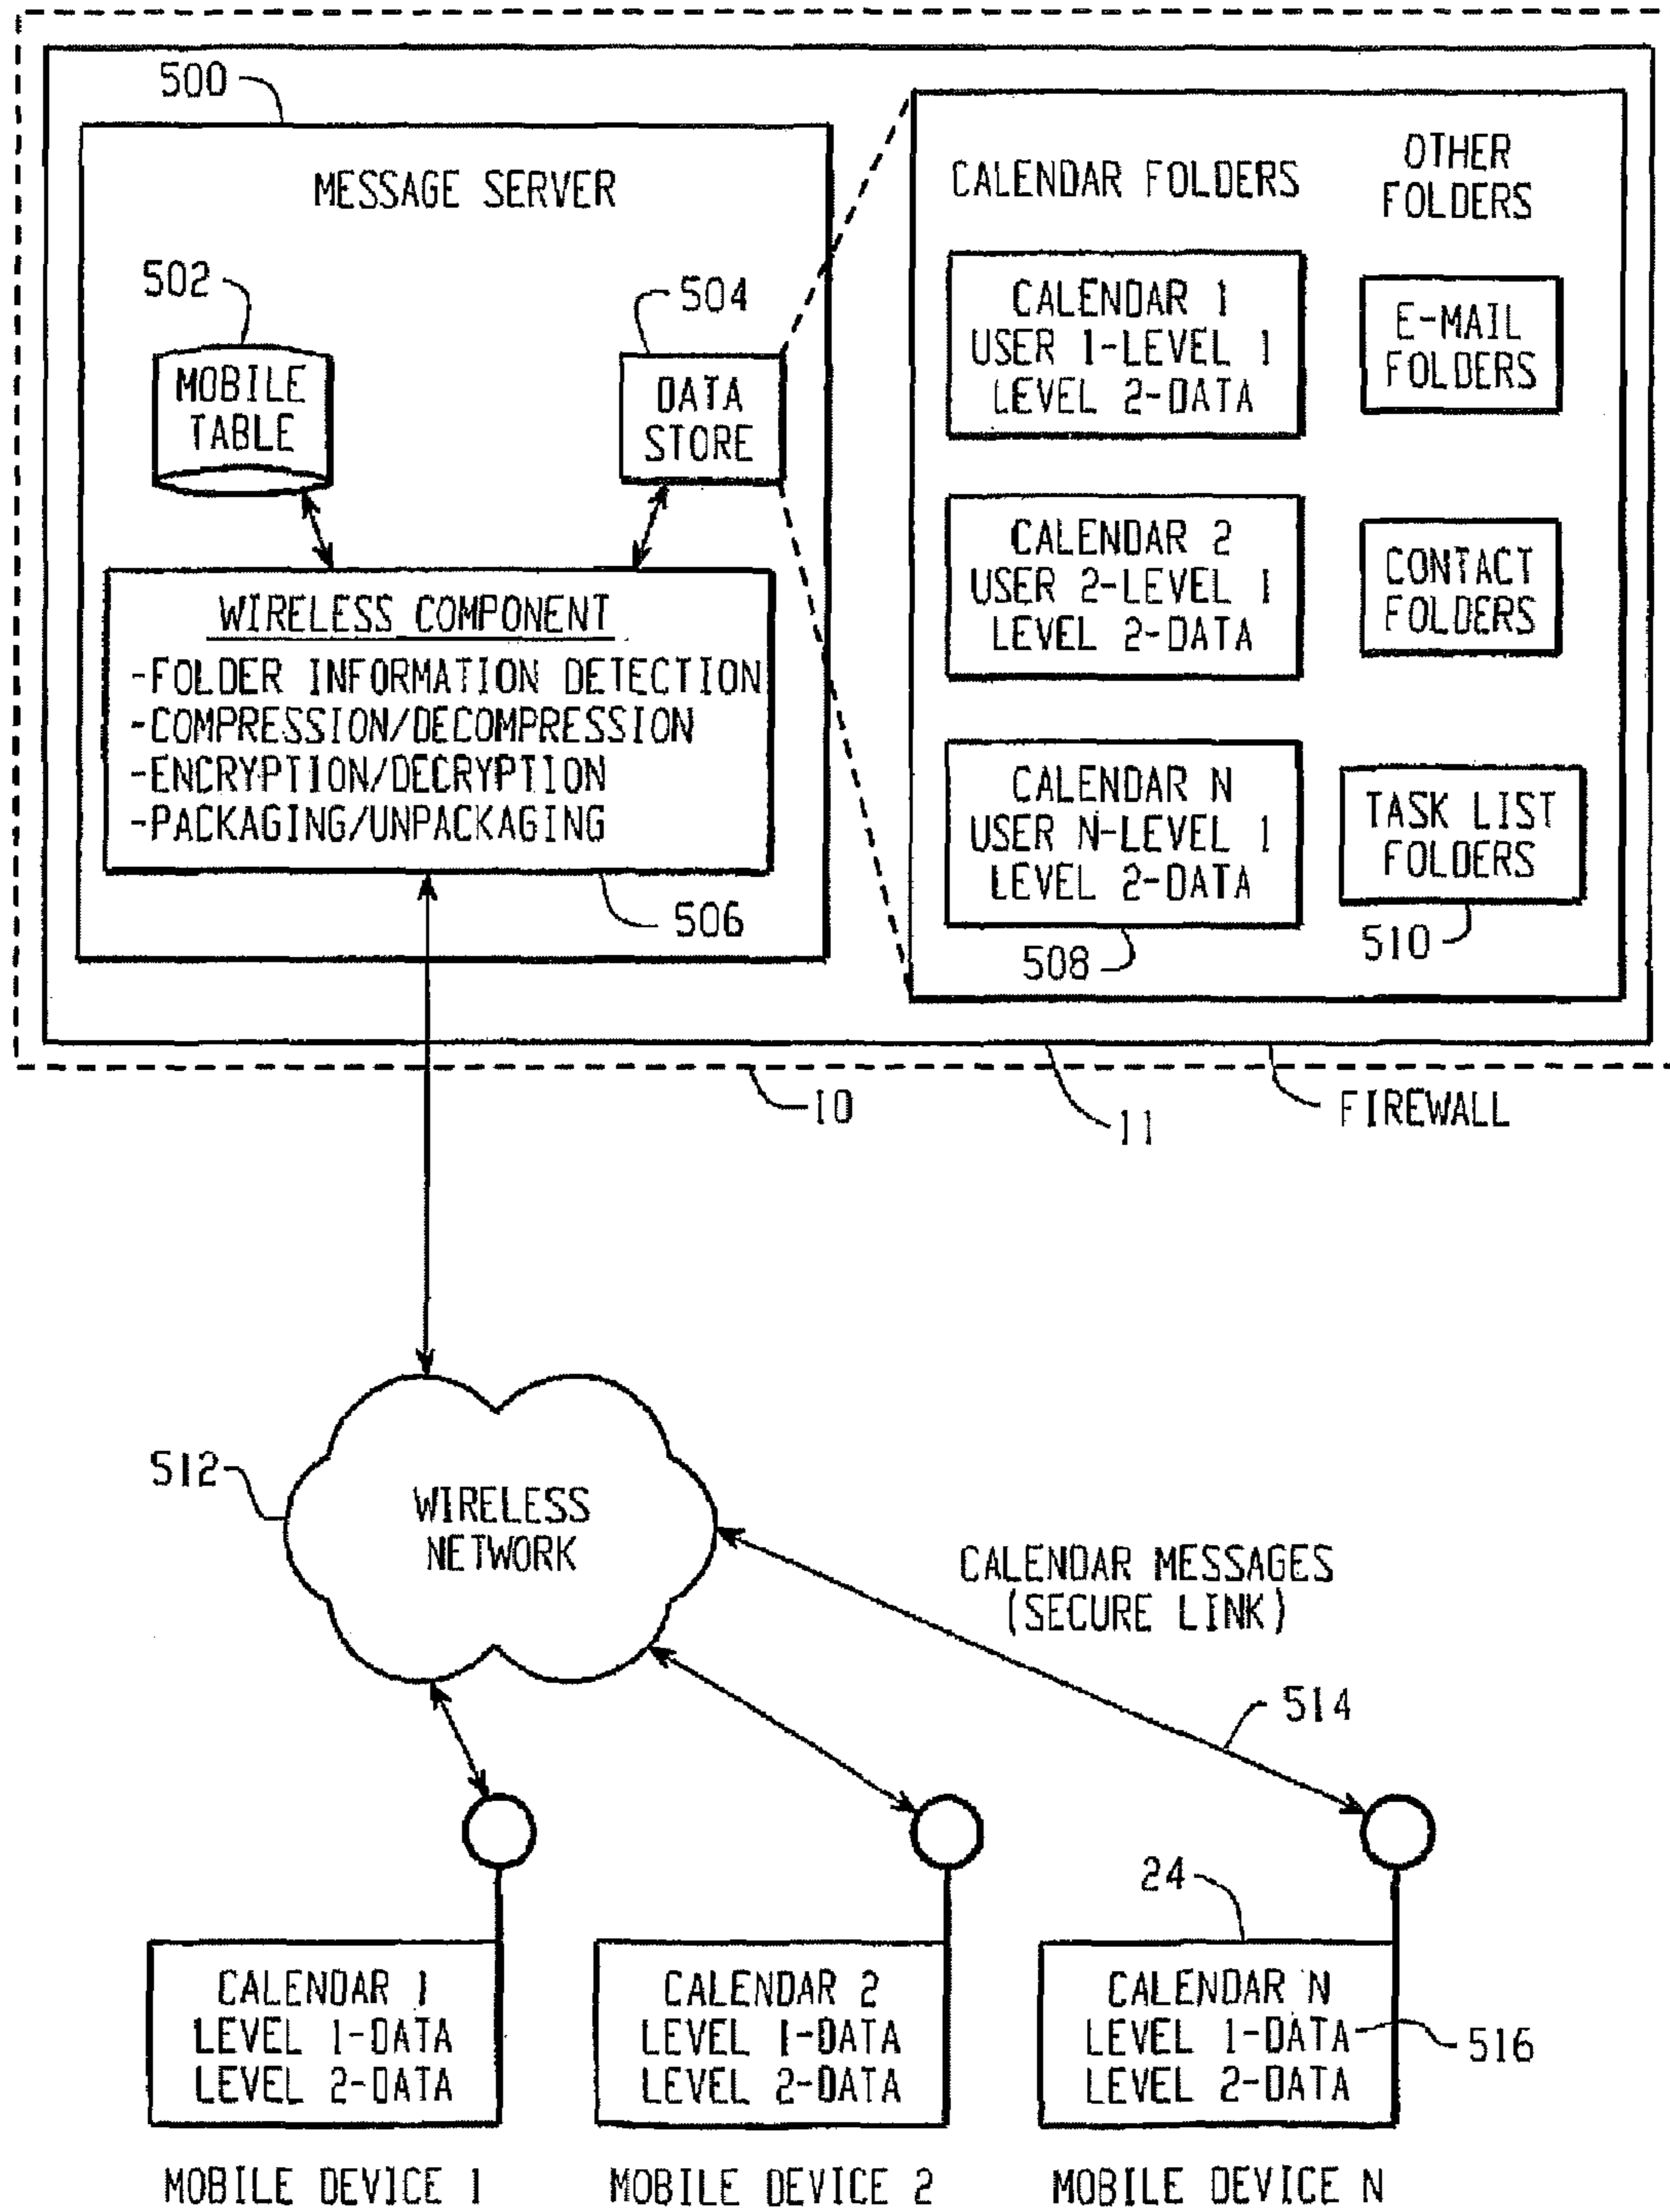 500
MESSAGE SERVER
502
MOBILE
TABLE
504
DATA
STORE
WIRELESS COMPONENT
-FOLDER INFORMATION DETECTION
-COMPRESSION/DECOMPRESSION
-ENCRYPTION/DECRYPTION
-PACKAGING/UNPACKAGING
506
CALENDAR FOLDERS
CALENDAR 1
USER 1-LEVEL 1
LEVEL 2-DATA
CALENDAR 2
USER 2-LEVEL 1
LEVEL 2-DATA
CALENDAR N
USER N-LEVEL 1
LEVEL 2-DATA
508
OTHER
FOLDERS
E-MAIL
FOLDERS
CONTACT
FOLDERS
TASK LIST
FOLDERS
510
10
11
FIREWALL
512
WIRELESS
NETWORK
CALENDAR MESSAGES
(SECURE LINK)
514
24
CALENDAR 1
LEVEL 1-DATA
LEVEL 2-DATA
MOBILE DEVICE 1
CALENDAR 2
LEVEL 1-DATA
LEVEL 2-DATA
MOBILE DEVICE 2
CALENDAR N
LEVEL 1-DATA
LEVEL 2-DATA
516
MOBILE DEVICE N